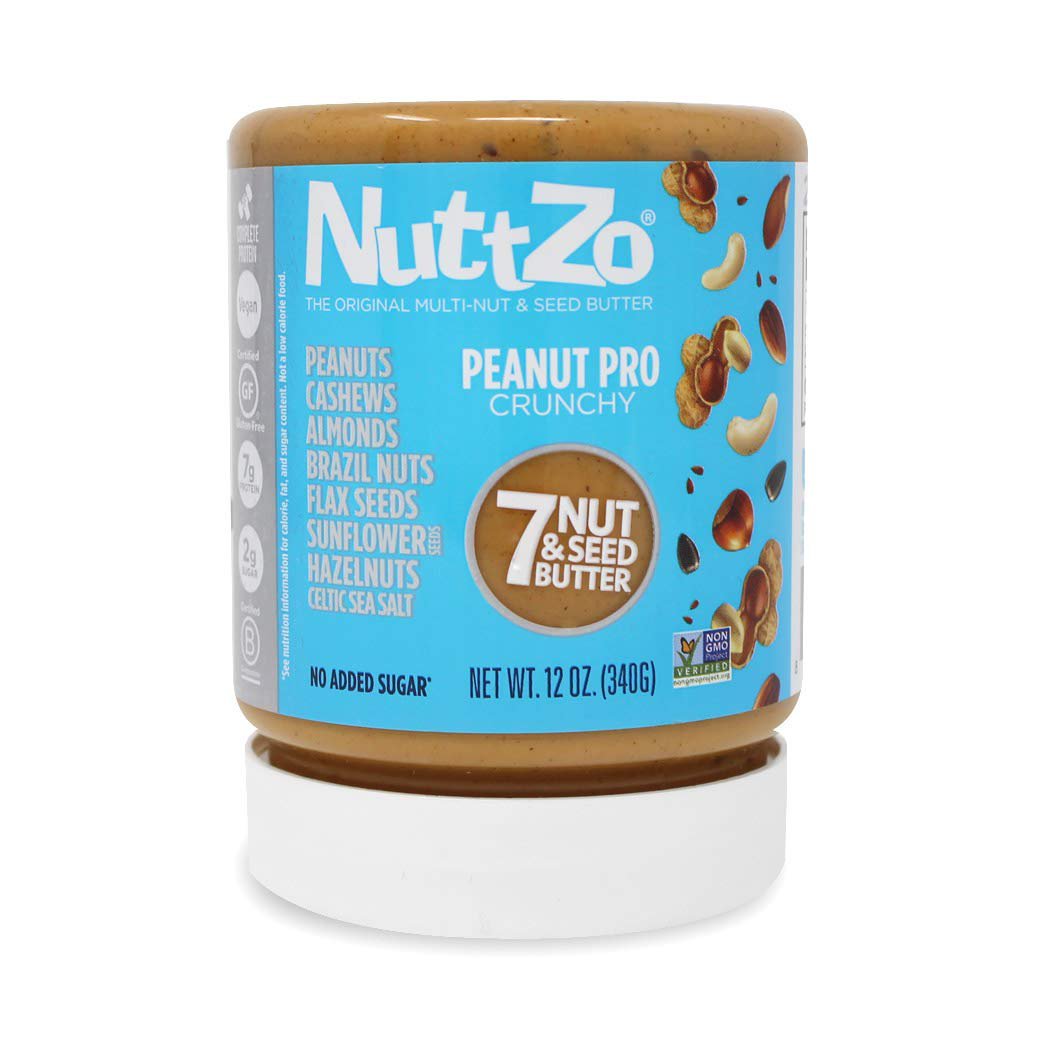 NuttZo®
THE ORIGINAL MULTI-NUT & SEED BUTTER
PEANUTS
CASHEWS
ALMONDS
BRAZIL NUTS
FLAX SEEDS
SUNFLOWER SEEDS
HAZELNUTS
CELTIC SEA SALT
PEANUT PRO
CRUNCHY
7 NUT
& SEED
BUTTER
NO ADDED SUGAR*
NET WT. 12 OZ. (340G)
NON
GMO
Project
VERIFIED
nongmoproject.org
COMPLETE
PROTEIN
Vegan
Certified
GF
Gluten-Free
7g
PROTEIN
2g
SUGAR
Certified
B
*See nutrition information for calorie, fat, and sugar content. Not a low calorie food.